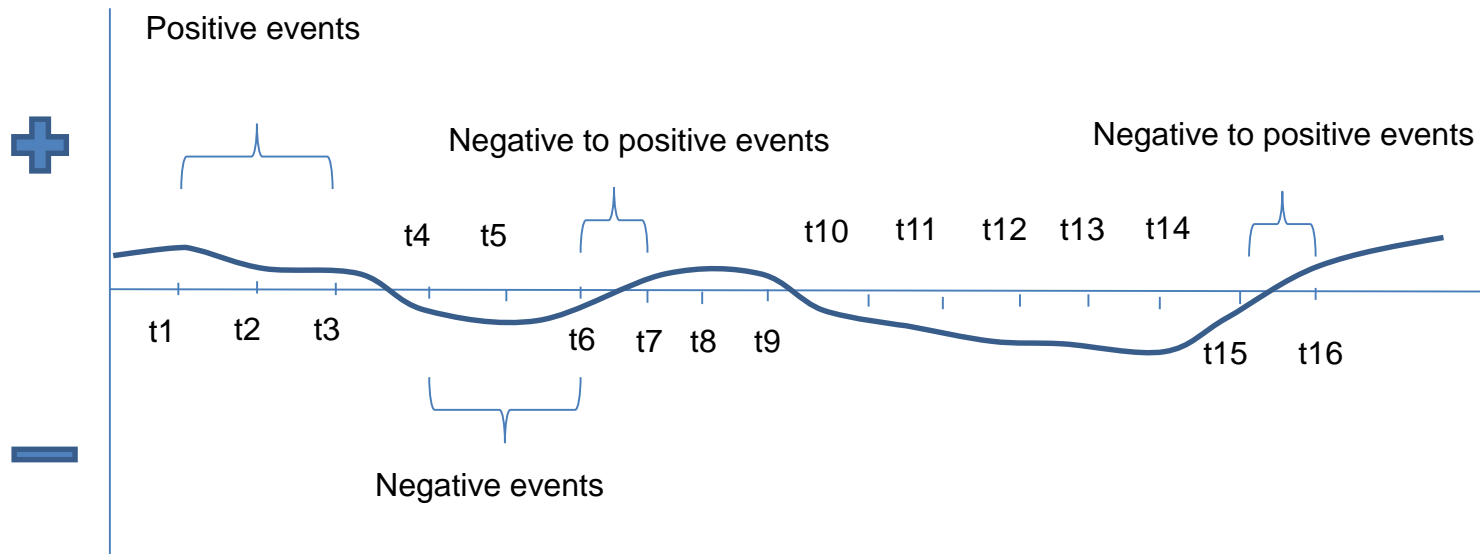 Positive events
Negative to positive events
Negative to positive events
t4
t5
t10
t11
t12
t13
t14
t1
t2
t3
t6
t7
t8
t9
t15
t16
Negative events